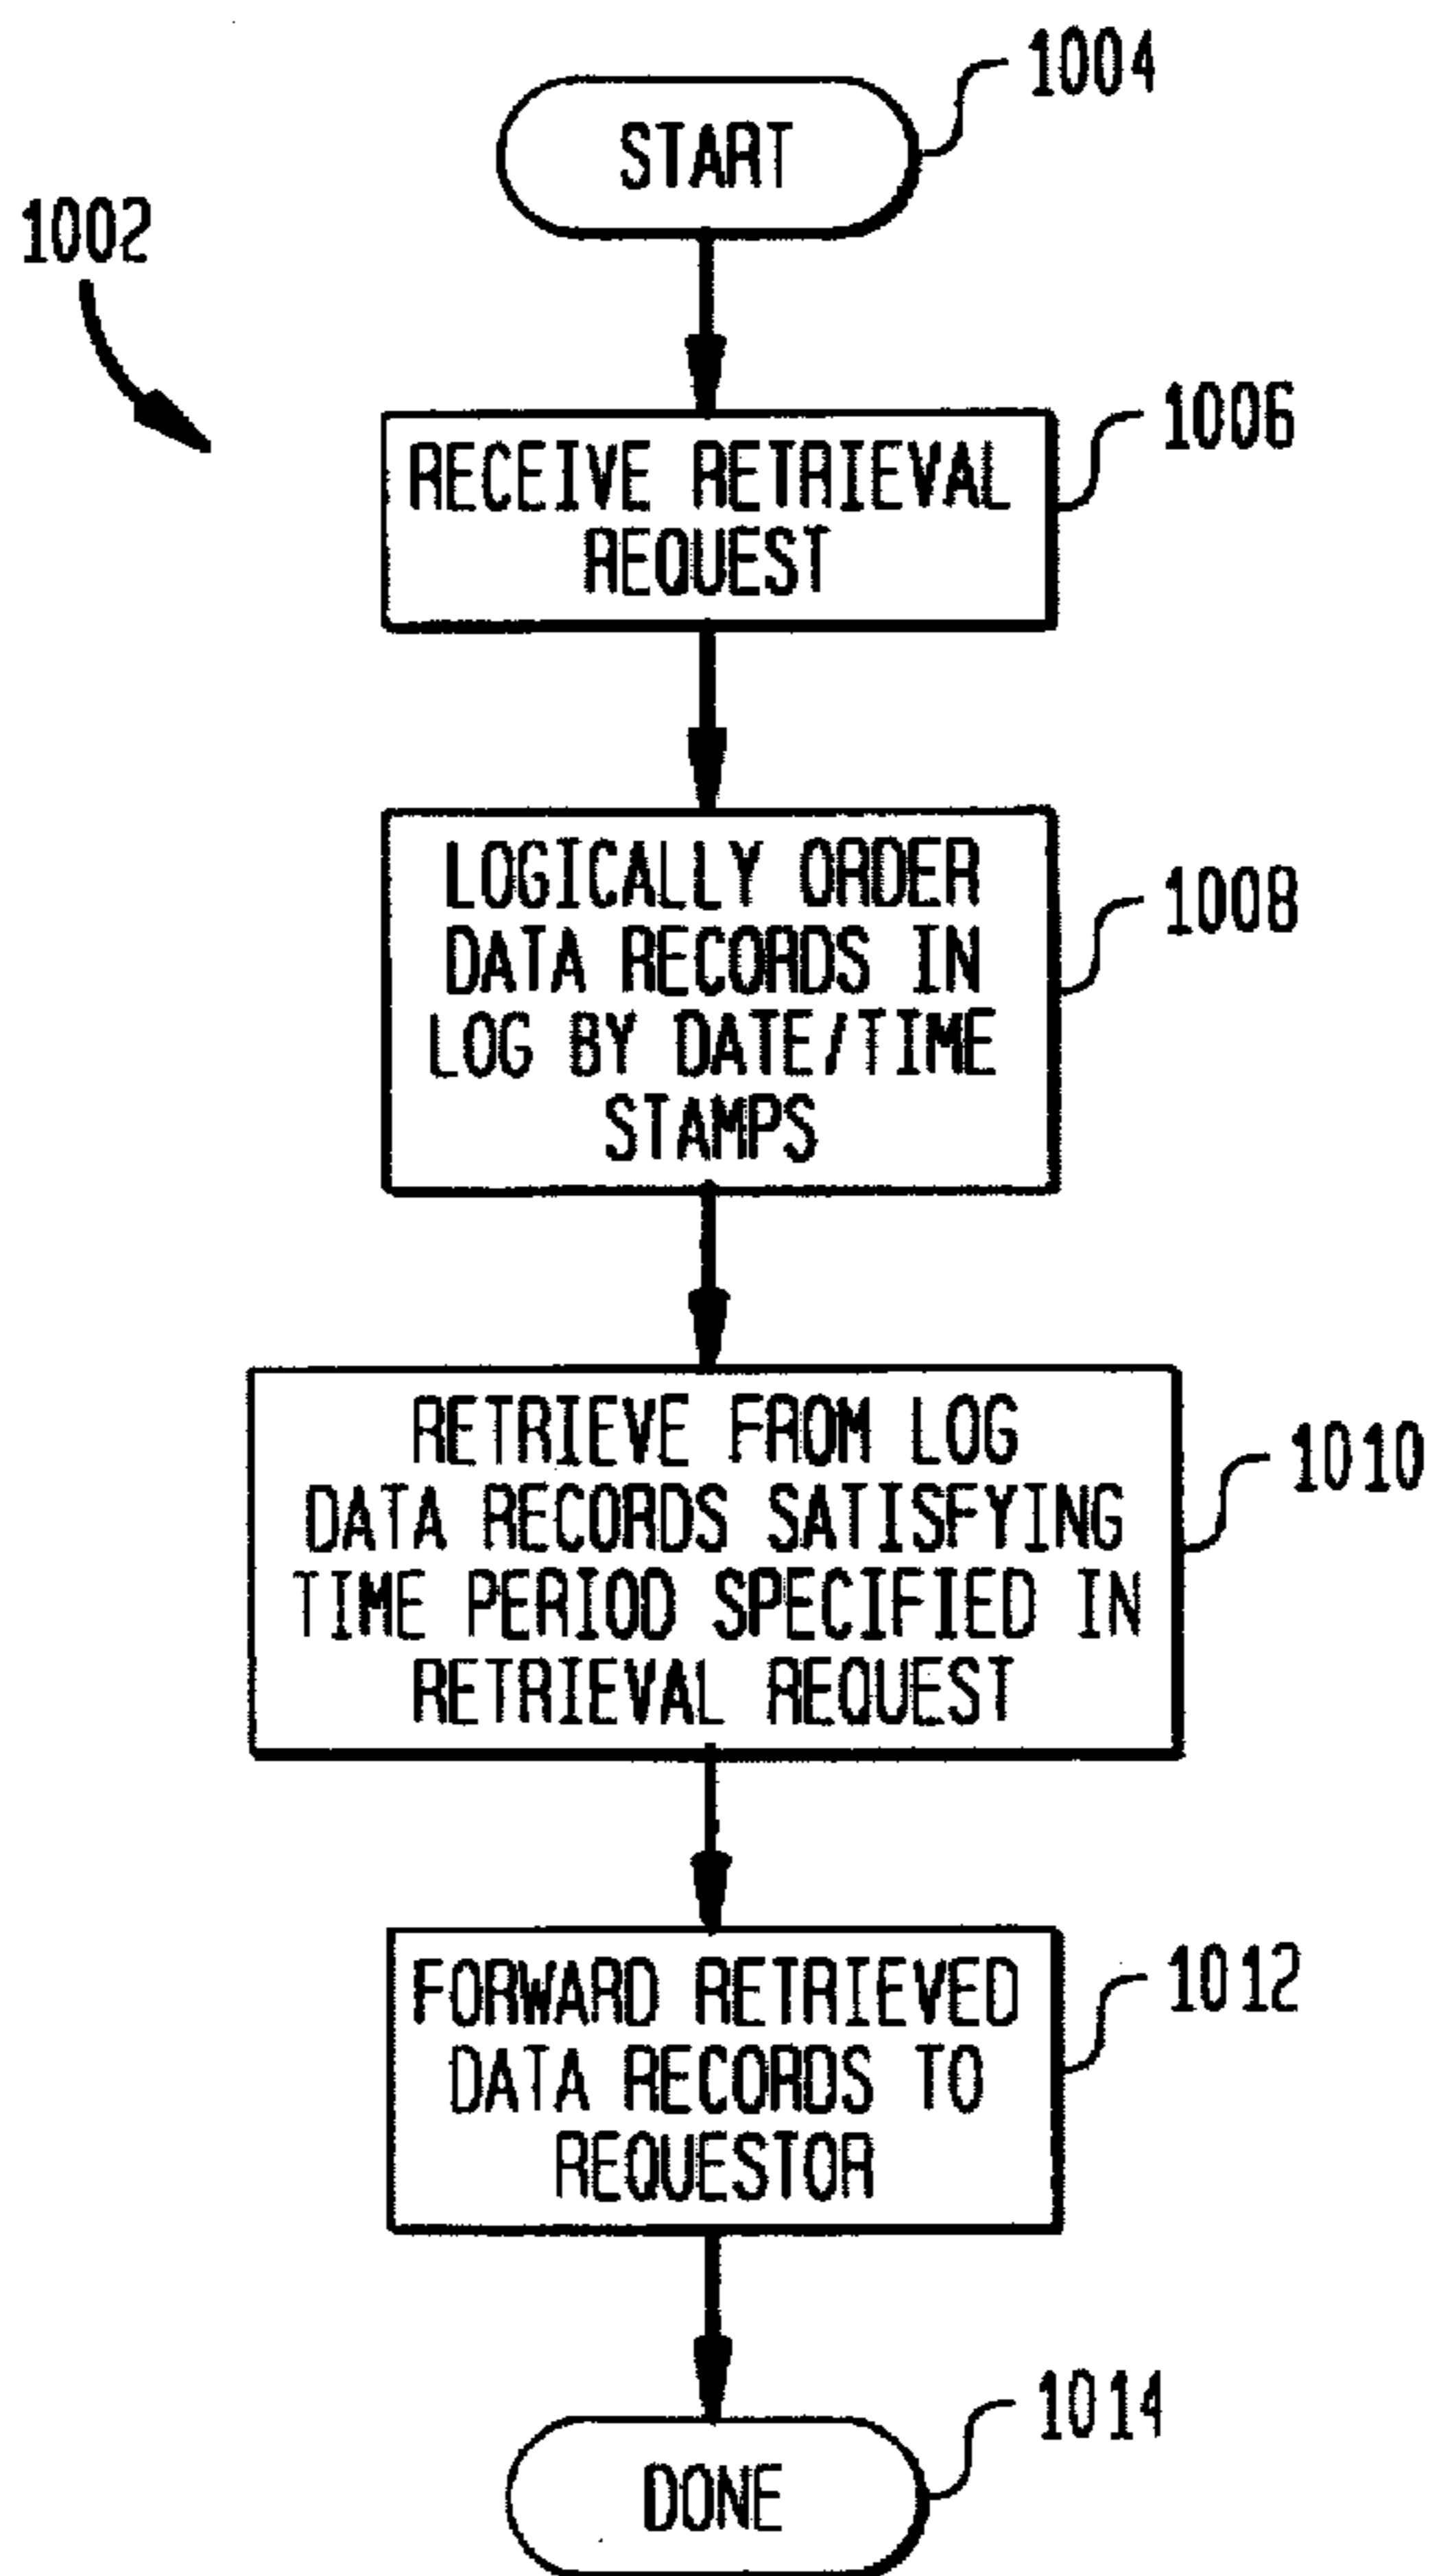 1004
START
1002
1006
RECEIVE RETRIEVAL
REQUEST
1008
LOGICALLY ORDER
DATA RECORDS IN
LOG BY DATE/TIME
STAMPS
1010
RETRIEVE FROM LOG
DATA RECORDS SATISFYING
TIME PERIOD SPECIFIED IN
RETRIEVAL REQUEST
1012
FORWARD RETRIEVED
DATA RECORDS TO
REQUESTOR
1014
DONE